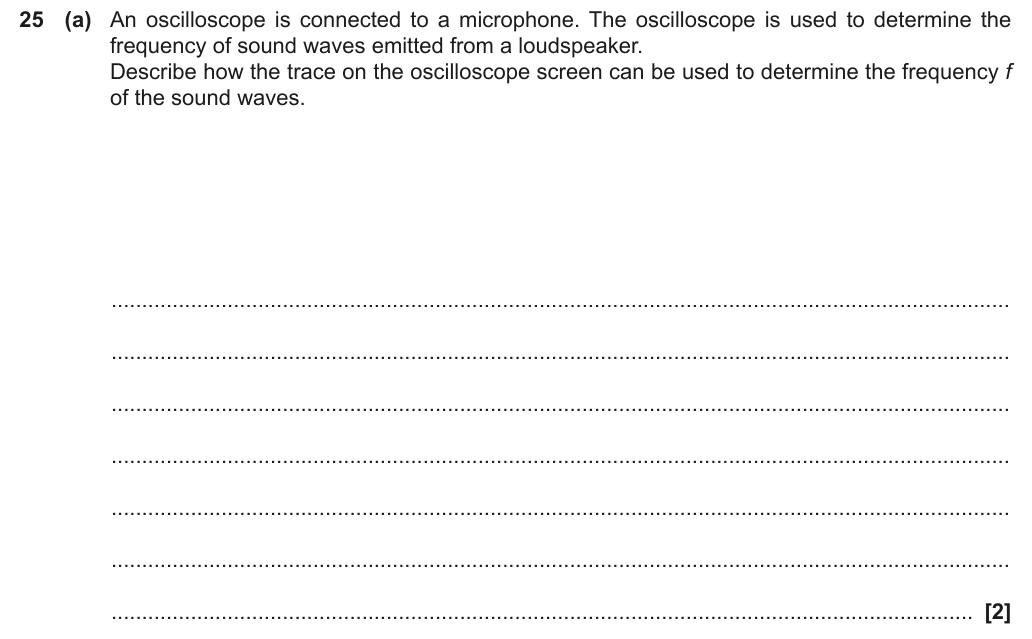 25 (a) An oscilloscope is connected to a microphone. The oscilloscope is used to determine the
frequency of sound waves emitted from a loudspeaker.
Describe how the trace on the oscilloscope screen can be used to determine the frequency f
of the sound waves.
....................................................................................................................................................
....................................................................................................................................................
....................................................................................................................................................
....................................................................................................................................................
....................................................................................................................................................
....................................................................................................................................................
.............................................................................................................................................. [2]